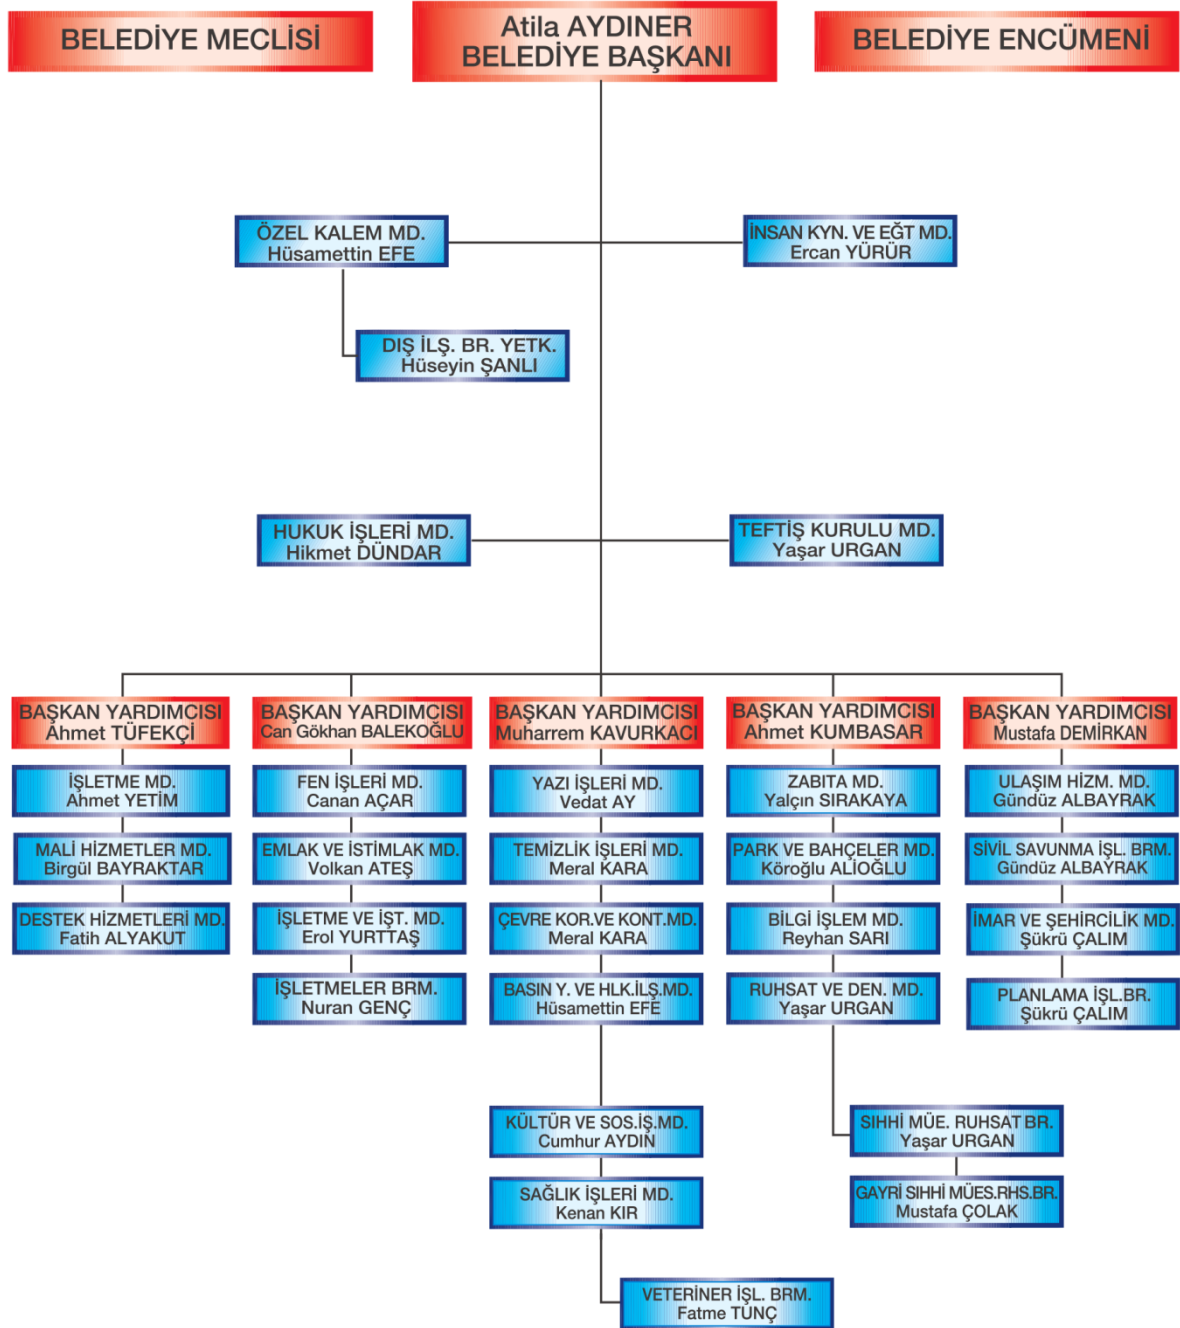 BELEDİYE MECLİSİ
Atila AYDINER
BELEDİYE BAŞKANI
BELEDİYE ENCÜMENİ
ÖZEL KALEM MD.
Hüsamettin EFE
İNSAN KYN. VE EĞT MD.
Ercan YÜRÜR
DIŞ İLŞ. BR. YETK.
Hüseyin ŞANLI
HUKUK İŞLERİ MD.
Hikmet DÜNDAR
TEFTİŞ KURULU MD.
Yaşar URGAN
BAŞKAN YARDIMCISI
Ahmet TÜFEKÇİ
İŞLETME MD.
Ahmet YETİM
MALİ HİZMETLER MD.
Birgül BAYRAKTAR
DESTEK HİZMETLERİ MD.
Fatih ALYAKUT
BAŞKAN YARDIMCISI
Can Gökhan BALEKOĞLU
FEN İŞLERİ MD.
Canan AÇAR
EMLAK VE İSTİMLAK MD.
Volkan ATEŞ
İŞLETME VE İŞT. MD.
Erol YURTTAŞ
İŞLETMELER BRM.
Nuran GENÇ
BAŞKAN YARDIMCISI
Muharrem KAVURKACI
YAZI İŞLERİ MD.
Vedat AY
TEMİZLİK İŞLERİ MD.
Meral KARA
ÇEVRE KOR.VE KONT.MD.
Meral KARA
BASIN Y. VE HLK.İLŞ.MD.
Hüsamettin EFE
KÜLTÜR VE SOS.İŞ.MD.
Cumhur AYDIN
SAĞLIK İŞLERİ MD.
Kenan KIR
VETERİNER İŞL. BRM.
Fatme TUNÇ
BAŞKAN YARDIMCISI
Ahmet KUMBASAR
ZABITA MD.
Yalçın SIRAKAYA
PARK VE BAHÇELER MD.
Köroğlu ALİOĞLU
BİLGİ İŞLEM MD.
Reyhan SARI
RUHSAT VE DEN. MD.
Yaşar URGAN
SIHHİ MÜE. RUHSAT BR.
Yaşar URGAN
GAYRİ SIHHİ MÜES.RHS.BR.
Mustafa ÇOLAK
BAŞKAN YARDIMCISI
Mustafa DEMİRKAN
ULAŞIM HİZM. MD.
Gündüz ALBAYRAK
SİVİL SAVUNMA İŞL. BRM.
Gündüz ALBAYRAK
İMAR VE ŞEHİRCİLİK MD.
Şükrü ÇALIM
PLANLAMA İŞL.BR.
Şükrü ÇALIM